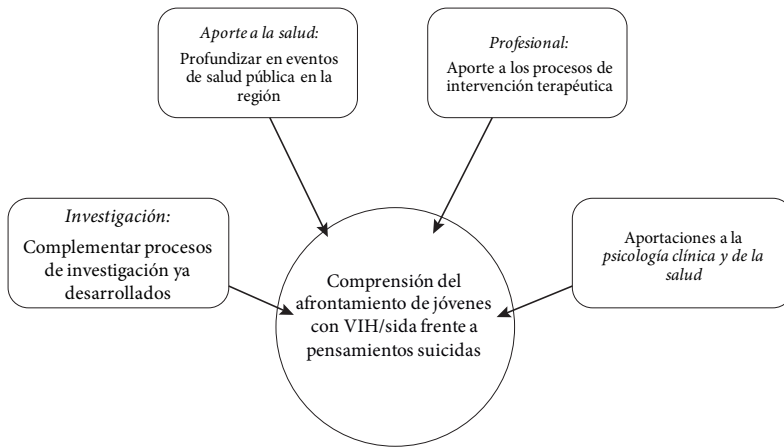 Aporte a la salud:
Profundizar en eventos
de salud pública en la
región
Profesional:
Aporte a los procesos de
intervención terapéutica
Investigación:
Complementar procesos
de investigación ya
desarrollados
Aportaciones a la
psicología clínica y de la
salud
Comprensión del
afrontamiento de jóvenes
con VIH/sida frente a
pensamientos suicidas